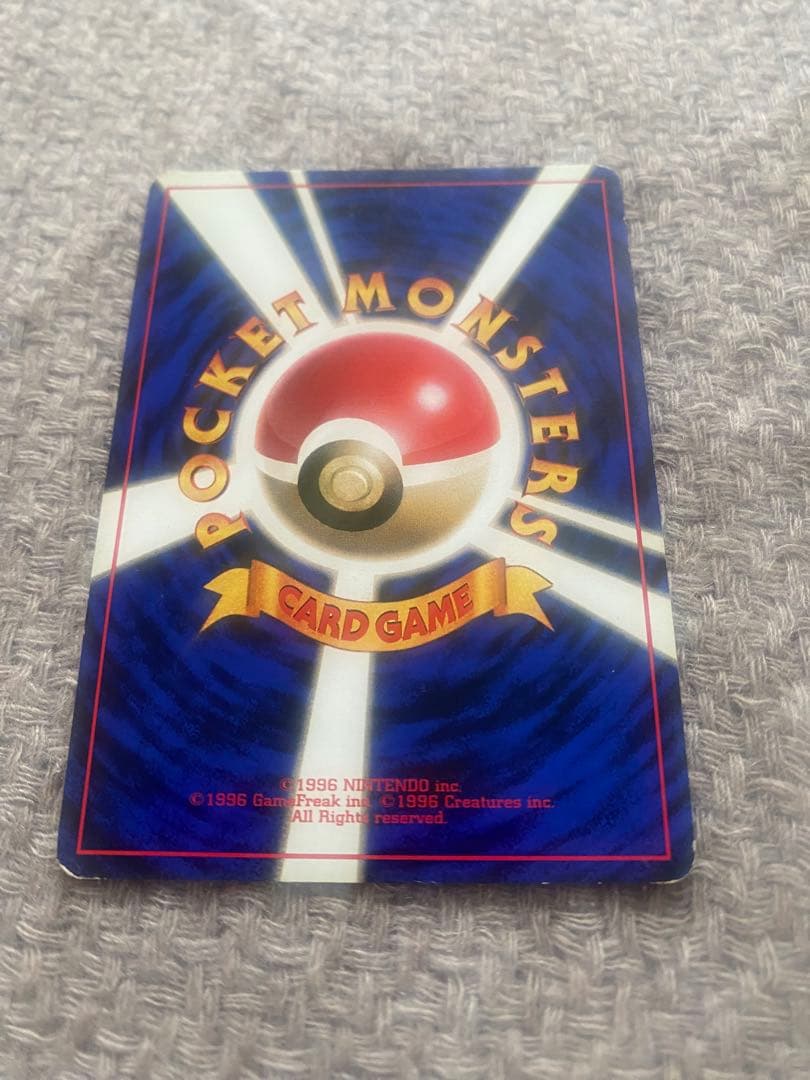 POCKET MONSTERS
CARD GAME
©1996 NINTENDO inc.
©1996 GameFreak inc. ©1996 Creatures inc.
All Rights reserved.